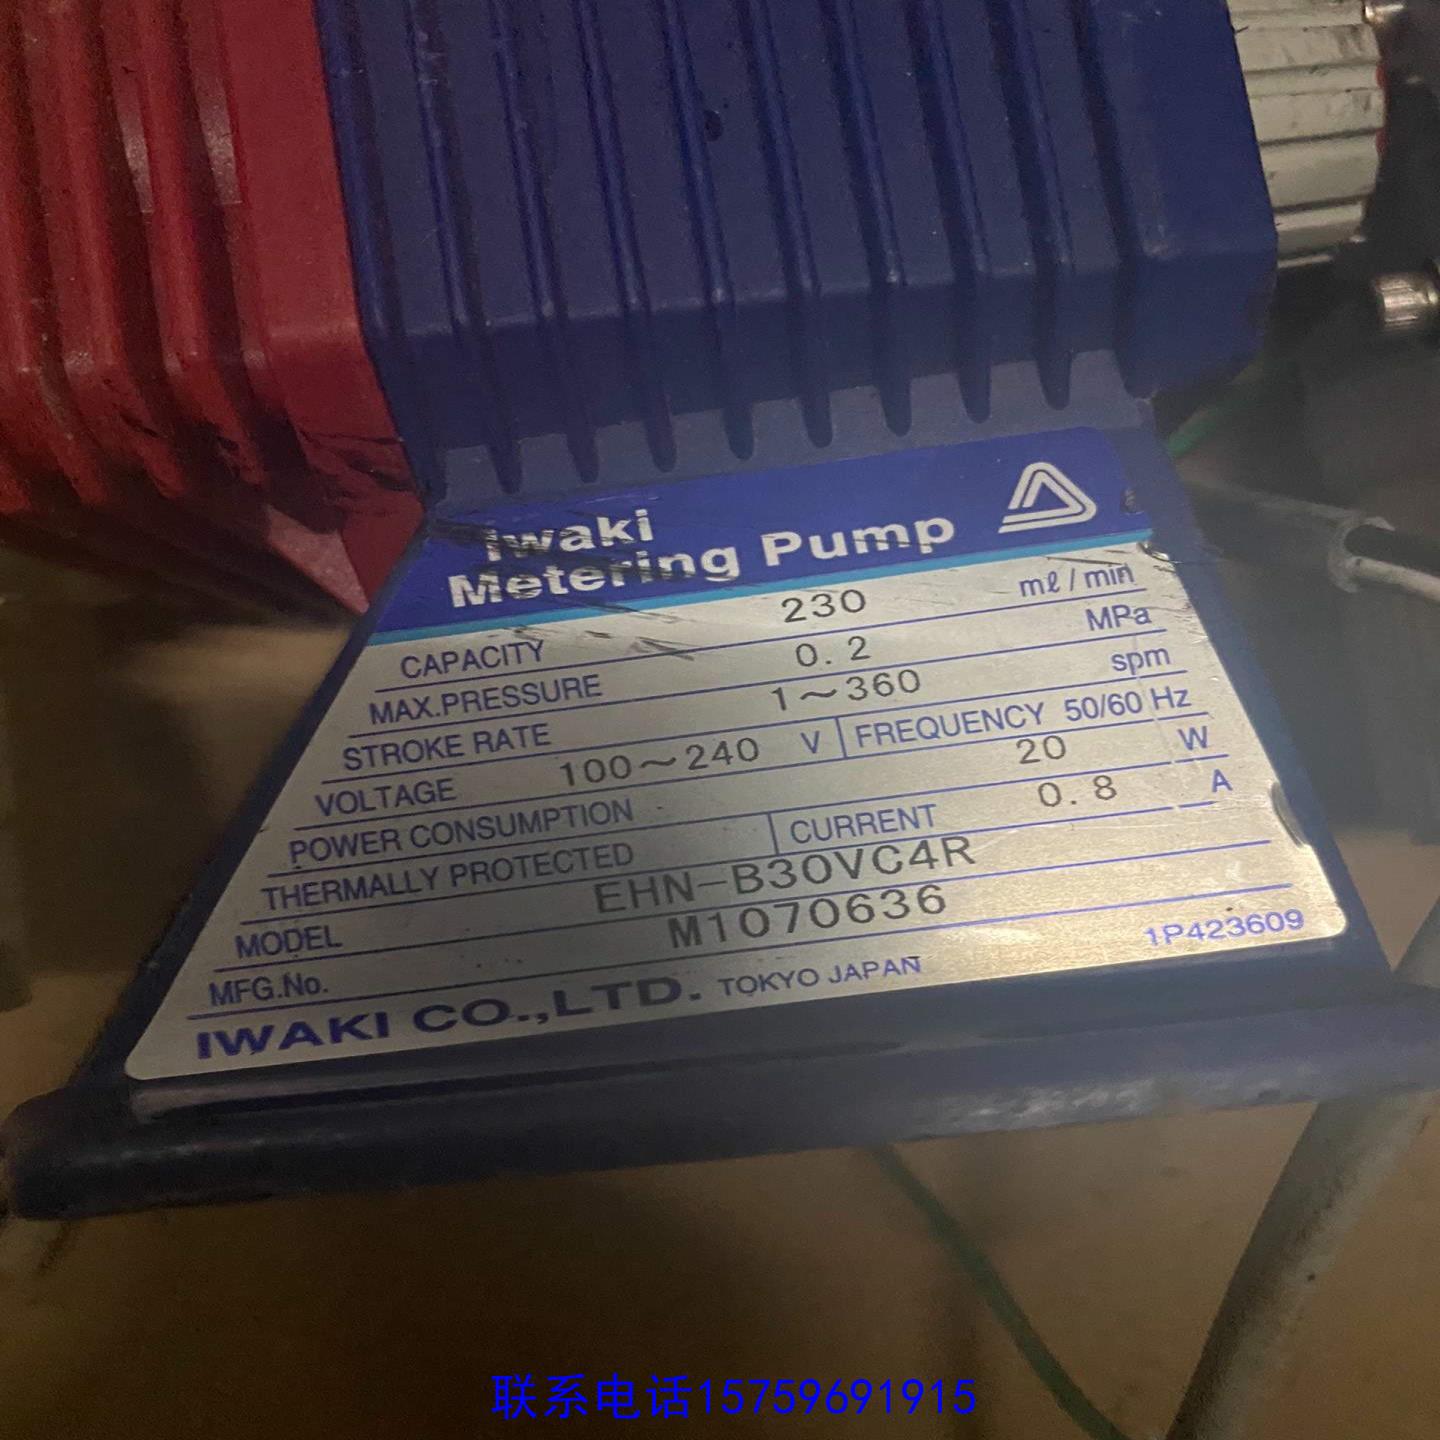 iwaki
Metering Pump
CAPACITY 230 mℓ/min
MAX.PRESSURE 0.2 MPa
STROKE RATE 1~360 spm
VOLTAGE 100~240 V FREQUENCY 50/60 Hz
POWER CONSUMPTION 20 W
THERMALLY PROTECTED CURRENT 0.8 A
MODEL EHN-B30VC4R
MFG.No. M1070636
IWAKI CO.,LTD. TOKYO JAPAN 1P423609
联系电话15759691915